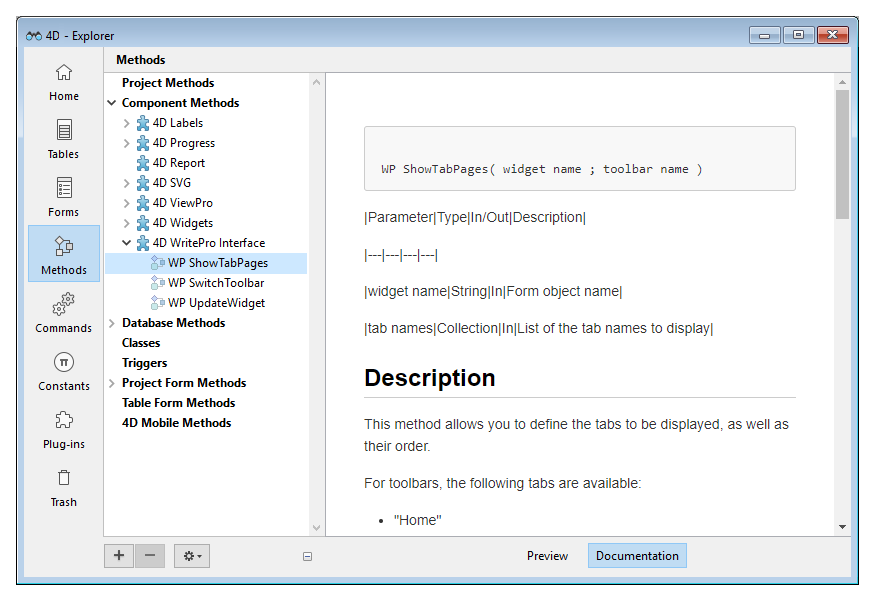 4D - Explorer
Home
Tables
Forms
Methods
Commands
Constants
Plug-ins
Trash
Methods
Project Methods
Component Methods
4D Labels
4D Progress
4D Report
4D SVG
4D ViewPro
4D Widgets
4D WritePro Interface
WP ShowTabPages
WP SwitchToolbar
WP UpdateWidget
Database Methods
Classes
Triggers
Project Form Methods
Table Form Methods
4D Mobile Methods
WP ShowTabPages( widget name ; toolbar name )
|Parameter|Type|In/Out|Description|
|---|---|---|---|
|widget name|String|In|Form object name|
|tab names|Collection|In|List of the tab names to display|
Description
This method allows you to define the tabs to be displayed, as well as
their order.
For toolbars, the following tabs are available:
• "Home"
Preview
Documentation